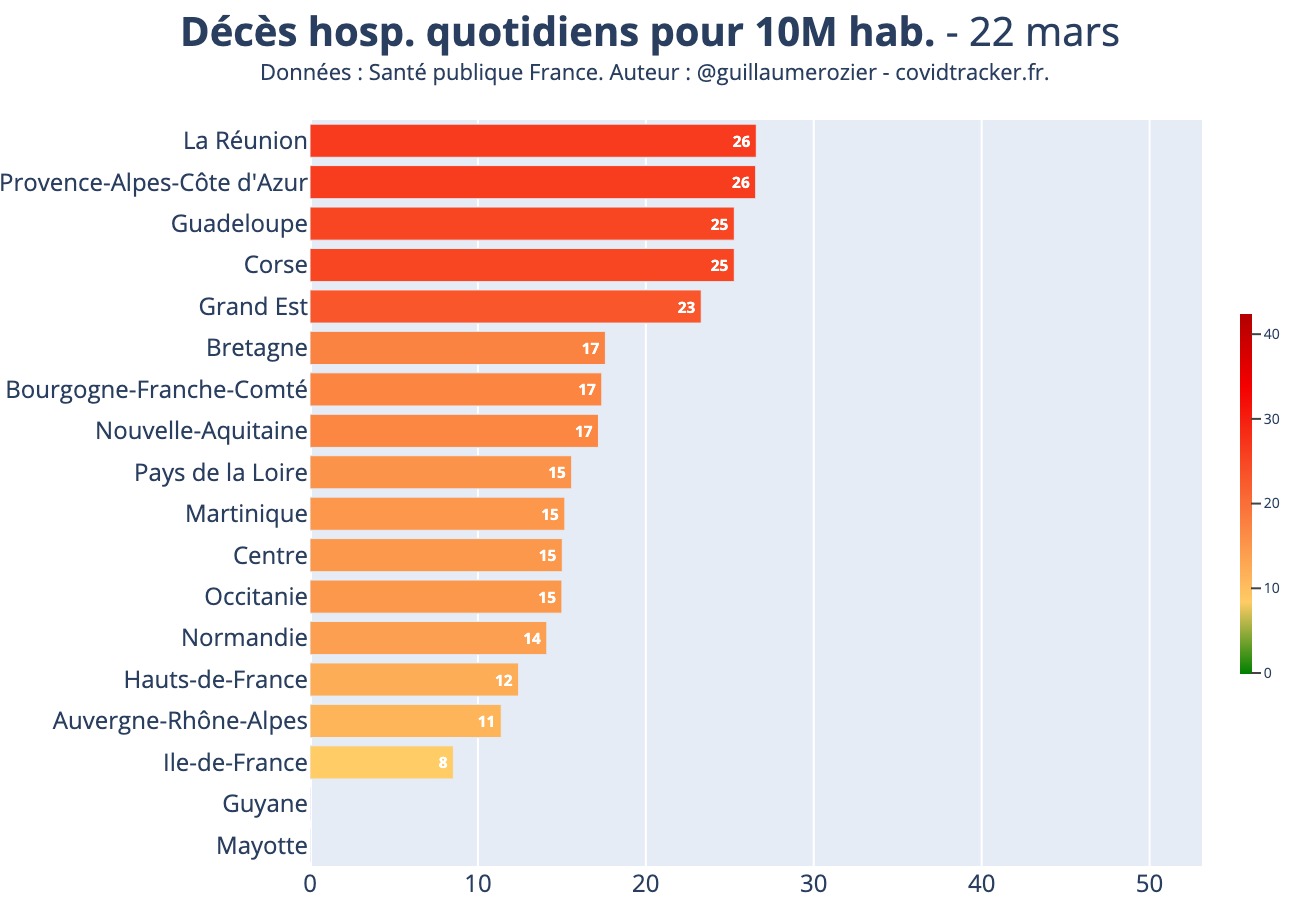 Décès hosp. quotidiens pour 10M hab. - 22 mars
Données : Santé publique France. Auteur : @guillaumerozier - covidtracker.fr.
La Réunion 26
Provence-Alpes-Côte d'Azur 26
Guadeloupe 25
Corse 25
Grand Est 23
Bretagne 17
Bourgogne-Franche-Comté 17
Nouvelle-Aquitaine 17
Pays de la Loire 15
Martinique 15
Centre 15
Occitanie 15
Normandie 14
Hauts-de-France 12
Auvergne-Rhône-Alpes 11
Ile-de-France 8
Guyane
Mayotte
0 10 20 30 40 50
40
30
20
10
0